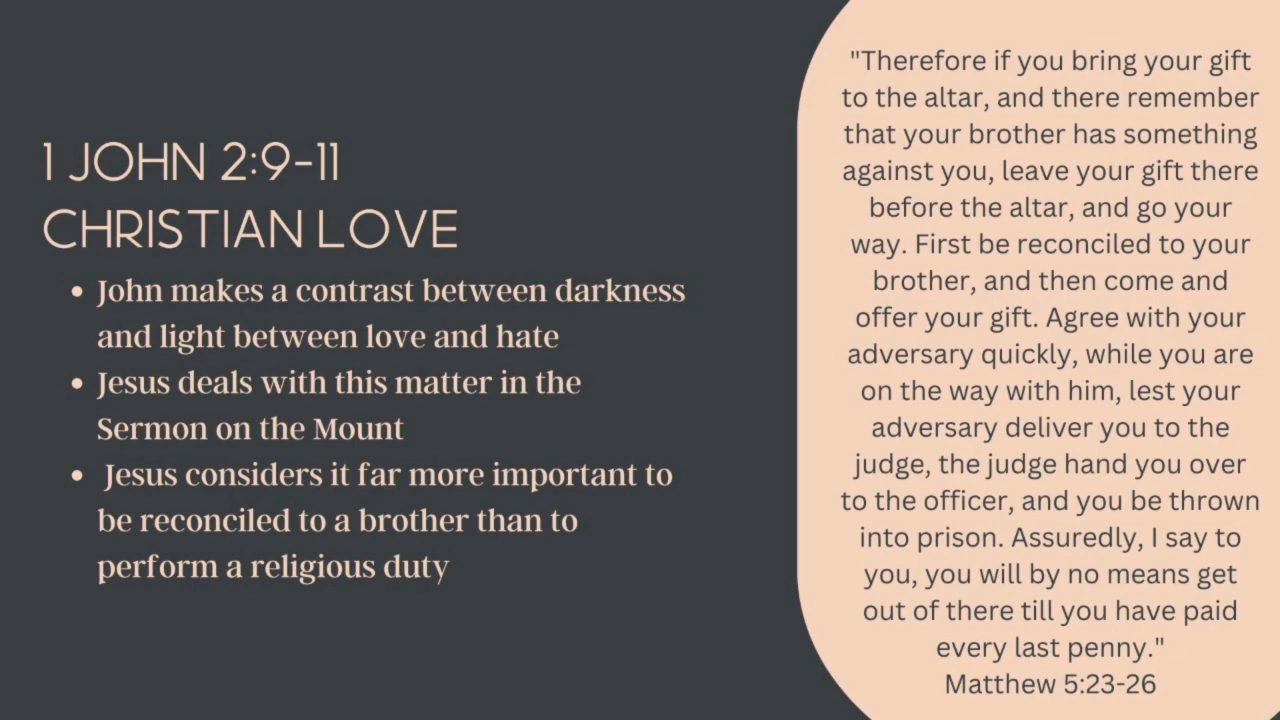 1 JOHN 2:9-11
CHRISTIAN LOVE
• John makes a contrast between darkness
and light between love and hate
• Jesus deals with this matter in the
Sermon on the Mount
• Jesus considers it far more important to
be reconciled to a brother than to
perform a religious duty
"Therefore if you bring your gift
to the altar, and there remember
that your brother has something
against you, leave your gift there
before the altar, and go your
way. First be reconciled to your
brother, and then come and
offer your gift. Agree with your
adversary quickly, while you are
on the way with him, lest your
adversary deliver you to the
judge, the judge hand you over
to the officer, and you be thrown
into prison. Assuredly, I say to
you, you will by no means get
out of there till you have paid
every last penny."
Matthew 5:23-26